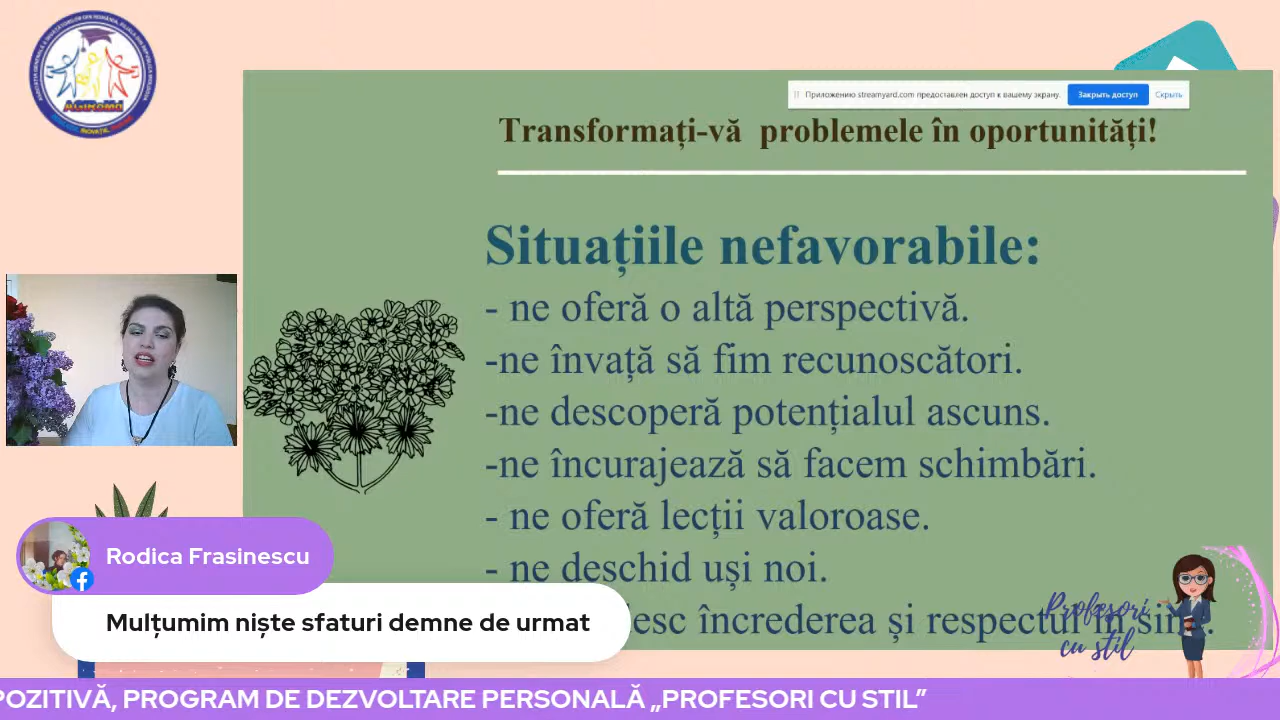 Приложению streamyard.com предоставлен доступ к вашему экрану.
Закрыть доступ
Скрыть
Transformați-vă problemele în oportunități!
Situațiile nefavorabile:
- ne oferă o altă perspectivă.
-ne învață să fim recunoscători.
-ne descoperă potențialul ascuns.
-ne încurajează să facem schimbări.
- ne oferă lecții valoroase.
- ne deschid uși noi.
încrederea și respectul în
Rodica Frasinescu
Mulțumim niște sfaturi demne de urmat
Profesori
cu stil
POZITIVĂ, PROGRAM DE DEZVOLTARE PERSONALĂ „PROFESORI CU STIL”